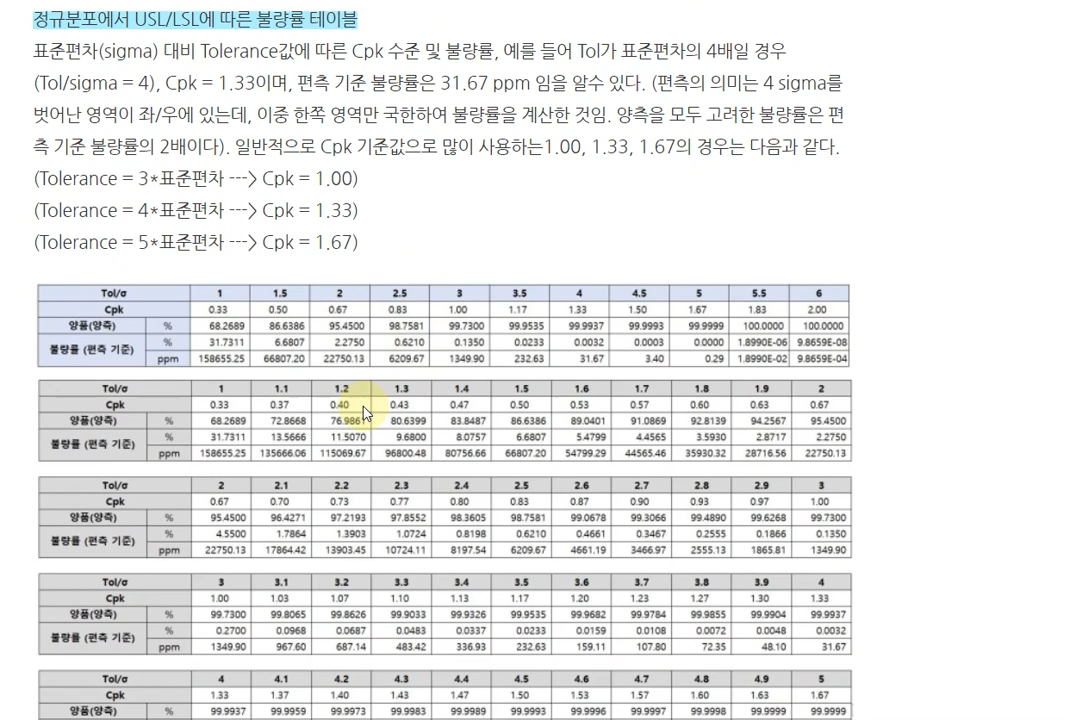 정규분포에서 USL/LSL에 따른 불량률 테이블
표준편차(sigma) 대비 Tolerance값에 따른 Cpk 수준 및 불량률, 예를 들어 Tol가 표준편차의 4배일 경우
(Tol/sigma = 4), Cpk = 1.33이며, 편측 기준 불량률은 31.67 ppm 임을 알수 있다. (편측의 의미는 4 sigma를
벗어난 영역이 좌/우에 있는데, 이중 한쪽 영역만 국한하여 불량률을 계산한 것임. 양측을 모두 고려한 불량률은 편
측 기준 불량률의 2배이다). 일반적으로 Cpk 기준값으로 많이 사용하는1.00, 1.33, 1.67의 경우는 다음과 같다.
(Tolerance = 3*표준편차 ---> Cpk = 1.00)
(Tolerance = 4*표준편차 ---> Cpk = 1.33)
(Tolerance = 5*표준편차 ---> Cpk = 1.67)
Tol/σ 1 1.5 2 2.5 3 3.5 4 4.5 5 5.5 6
Cpk 0.33 0.50 0.67 0.83 1.00 1.17 1.33 1.50 1.67 1.83 2.00
양품(양측) % 68.2689 86.6386 95.4500 98.7581 99.7300 99.9535 99.9937 99.9993 99.9999 100.0000 100.0000
불량률 (편측 기준) % 31.7311 6.6807 2.2750 0.6210 0.1350 0.0233 0.0032 0.0003 0.0000 1.8990E-06 9.8659E-08
ppm 158655.25 66807.20 22750.13 6209.67 1349.90 232.63 31.67 3.40 0.29 1.8990E-02 9.8659E-04
Tol/σ 1 1.1 1.2 1.3 1.4 1.5 1.6 1.7 1.8 1.9 2
Cpk 0.33 0.37 0.40 0.43 0.47 0.50 0.53 0.57 0.60 0.63 0.67
양품(양측) % 68.2689 72.8668 76.9861 80.6399 83.8487 86.6386 89.0401 91.0869 92.8139 94.2567 95.4500
불량률 (편측 기준) % 31.7311 13.5666 11.5070 9.6800 8.0757 6.6807 5.4799 4.4565 3.5930 2.8717 2.2750
ppm 158655.25 135666.06 115069.67 96800.48 80756.66 66807.20 54799.29 44565.46 35930.32 28716.56 22750.13
Tol/σ 2 2.1 2.2 2.3 2.4 2.5 2.6 2.7 2.8 2.9 3
Cpk 0.67 0.70 0.73 0.77 0.80 0.83 0.87 0.90 0.93 0.97 1.00
양품(양측) % 95.4500 96.4271 97.2193 97.8552 98.3605 98.7581 99.0678 99.3066 99.4890 99.6268 99.7300
불량률 (편측 기준) % 4.5500 1.7864 1.3903 1.0724 0.8198 0.6210 0.4661 0.3467 0.2555 0.1866 0.1350
ppm 22750.13 17864.42 13903.45 10724.11 8197.54 6209.67 4661.19 3466.97 2555.13 1865.81 1349.90
Tol/σ 3 3.1 3.2 3.3 3.4 3.5 3.6 3.7 3.8 3.9 4
Cpk 1.00 1.03 1.07 1.10 1.13 1.17 1.20 1.23 1.27 1.30 1.33
양품(양측) % 99.7300 99.8065 99.8626 99.9033 99.9326 99.9535 99.9682 99.9784 99.9855 99.9904 99.9937
불량률 (편측 기준) % 0.2700 0.0968 0.0687 0.0483 0.0337 0.0233 0.0159 0.0108 0.0072 0.0048 0.0032
ppm 1349.90 967.60 687.14 483.42 336.93 232.63 159.11 107.80 72.35 48.10 31.67
Tol/σ 4 4.1 4.2 4.3 4.4 4.5 4.6 4.7 4.8 4.9 5
Cpk 1.33 1.37 1.40 1.43 1.47 1.50 1.53 1.57 1.60 1.63 1.67
양품(양측) % 99.9937 99.9959 99.9973 99.9983 99.9989 99.9993 99.9996 99.9997 99.9998 99.9999 99.9999